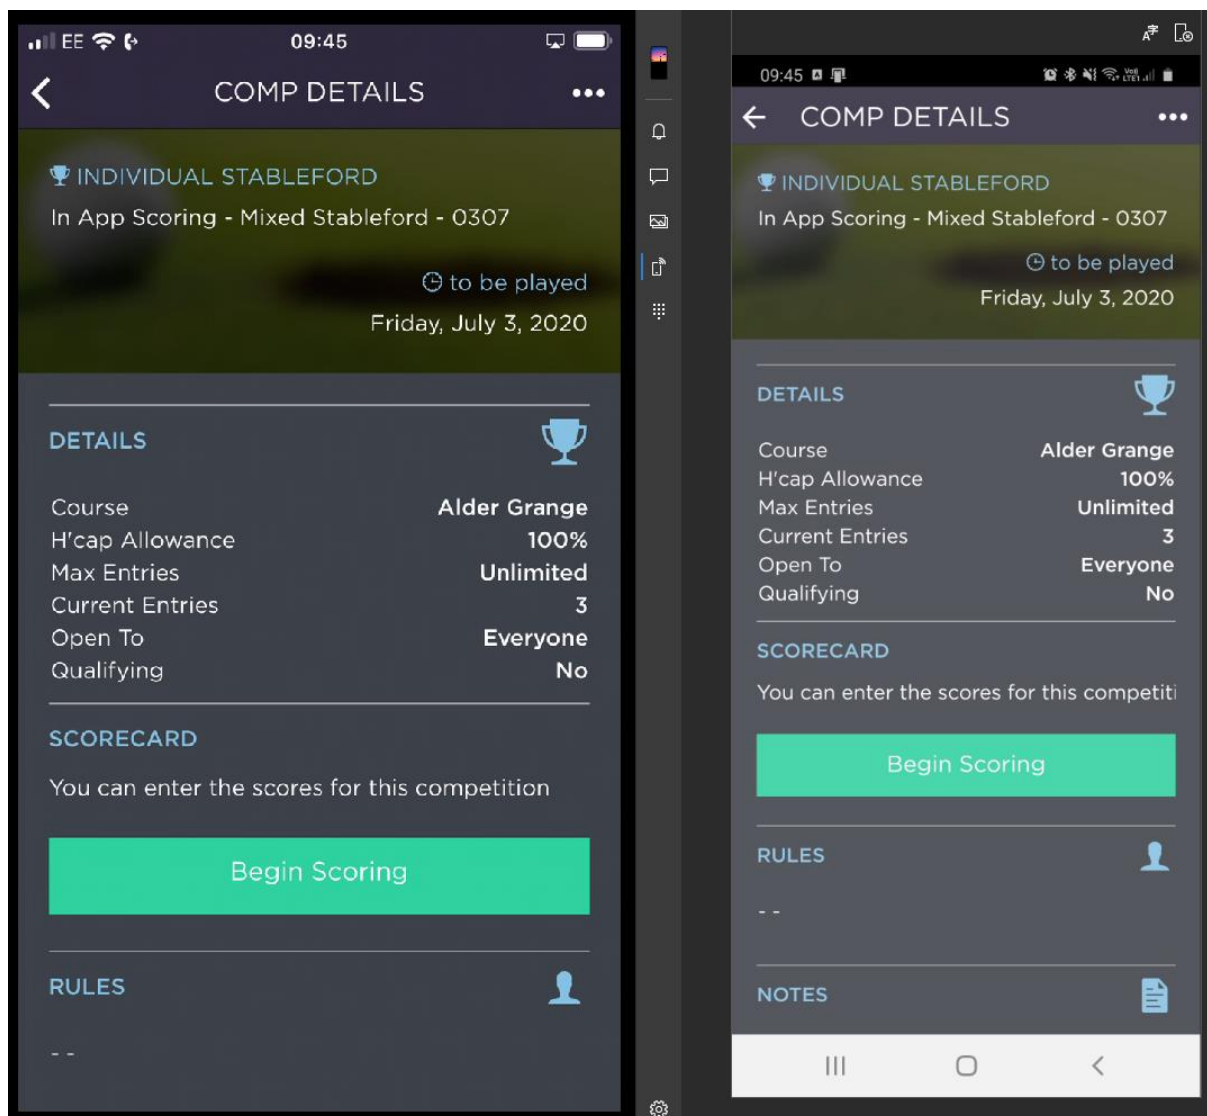 EE 09:45
COMP DETAILS
INDIVIDUAL STABLEFORD
In App Scoring - Mixed Stableford - 0307
to be played
Friday, July 3, 2020
DETAILS
Course Alder Grange
H'cap Allowance 100%
Max Entries Unlimited
Current Entries 3
Open To Everyone
Qualifying No
SCORECARD
You can enter the scores for this competition
Begin Scoring
RULES
- -
09:45
COMP DETAILS
INDIVIDUAL STABLEFORD
In App Scoring - Mixed Stableford - 0307
to be played
Friday, July 3, 2020
DETAILS
Course Alder Grange
H'cap Allowance 100%
Max Entries Unlimited
Current Entries 3
Open To Everyone
Qualifying No
SCORECARD
You can enter the scores for this competiti
Begin Scoring
RULES
- -
NOTES